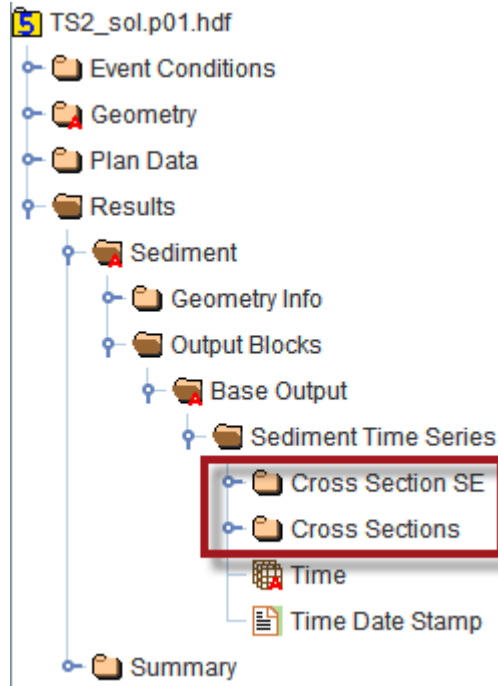 TS2_sol.p01.hdf
Event Conditions
Geometry
Plan Data
Results
Sediment
Geometry Info
Output Blocks
Base Output
Sediment Time Series
Cross Section SE
Cross Sections
Time
Time Date Stamp
Summary